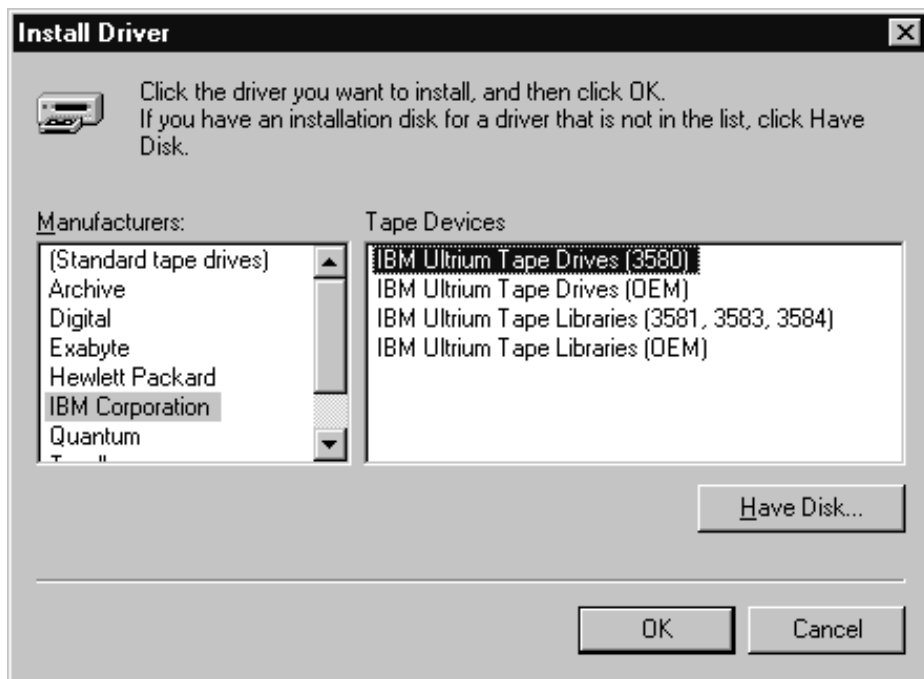 Install Driver
Click the driver you want to install, and then click OK.
If you have an installation disk for a driver that is not in the list, click Have
Disk.
Manufacturers:
(Standard tape drives)
Archive
Digital
Exabyte
Hewlett Packard
IBM Corporation
Quantum
Tape Devices
IBM Ultrium Tape Drives (3580)
IBM Ultrium Tape Drives (OEM)
IBM Ultrium Tape Libraries (3581, 3583, 3584)
IBM Ultrium Tape Libraries (OEM)
Have Disk...
OK
Cancel